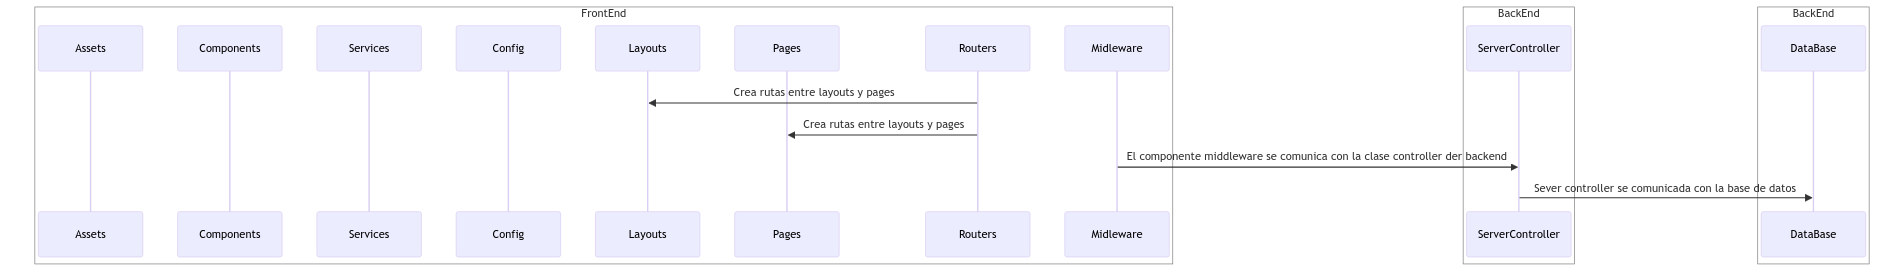 FrontEnd
BackEnd
BackEnd
Assets
Components
Services
Config
Layouts
Pages
Routers
Midleware
ServerController
DataBase
Crea rutas entre layouts y pages
Crea rutas entre layouts y pages
El componente middleware se comunica con la clase controller der backend
Sever controller se comunicada con la base de datos
Assets
Components
Services
Config
Layouts
Pages
Routers
Midleware
ServerController
DataBase